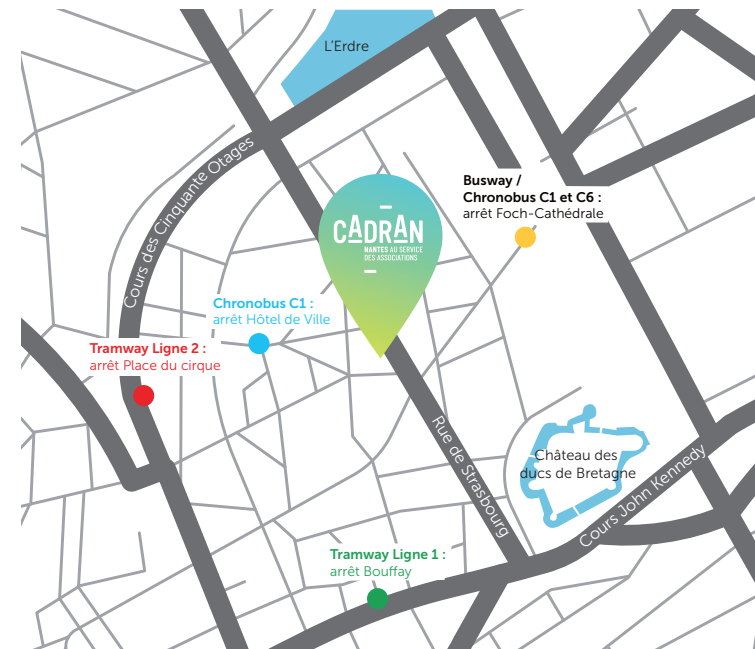 L'Erdre
Cours des Cinquante Otages
Busway /
Chronobus C1 et C6 :
arrêt Foch-Cathédrale
CADRAN
NANTES AU SERVICE
DES ASSOCIATIONS
Chronobus C1 :
arrêt Hôtel de Ville
Tramway Ligne 2 :
arrêt Place du cirque
Rue de Strasbourg
Château des
ducs de Bretagne
Cours John Kennedy
Tramway Ligne 1 :
arrêt Bouffay